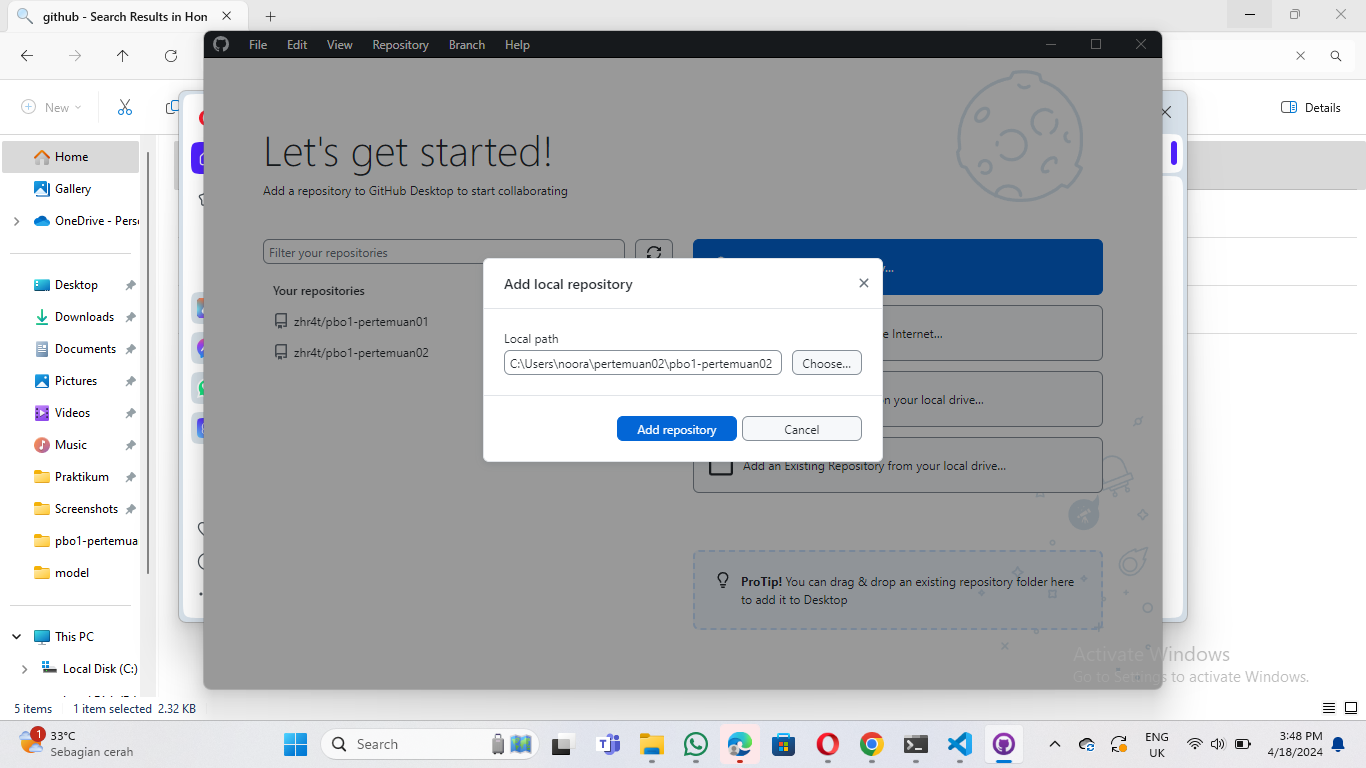 github - Search Results in Hon
File Edit View Repository Branch Help
New
Details
Home
Gallery
OneDrive - Pers
Desktop
Downloads
Documents
Pictures
Videos
Music
Praktikum
Screenshots
pbo1-pertemua
model
This PC
Local Disk (C:)
5 items 1 item selected 2.32 KB
Let's get started!
Add a repository to GitHub Desktop to start collaborating
Filter your repositories
Your repositories
zhr4t/pbo1-pertemuan01
zhr4t/pbo1-pertemuan02
Add local repository
Local path
C:\Users\noora\pertemuan02\pbo1-pertemuan02
Choose...
Add repository
Cancel
e Internet...
n your local drive...
Add an Existing Repository from your local drive...
ProTip! You can drag & drop an existing repository folder here
to add it to Desktop
Activate Windows
Go to Settings to activate Windows.
1
33°C
Sebagian cerah
Search
ENG
UK
3:48 PM
4/18/2024